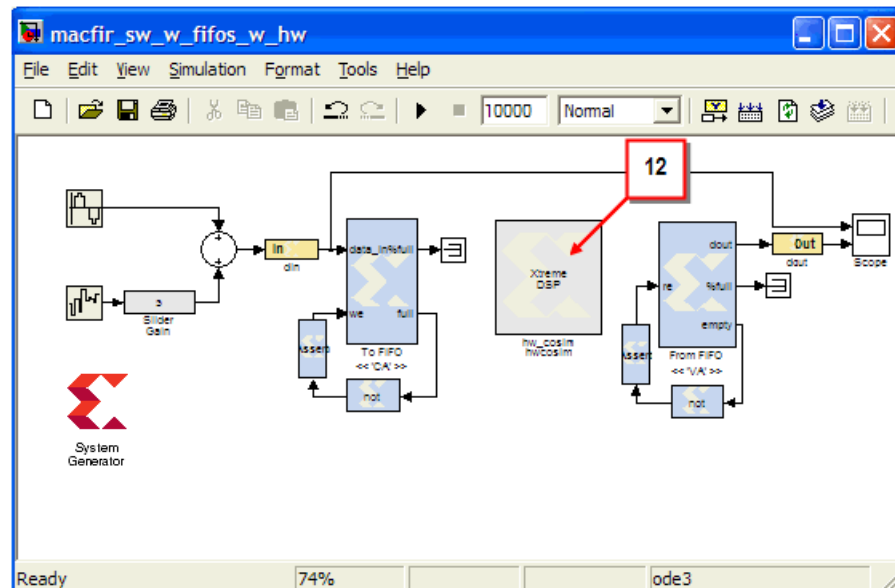 macfir_sw_w_fifos_w_hw
File Edit View Simulation Format Tools Help
10000 Normal
12
In
din
data_in
%full
we
full
Assert
To FIFO
<< 'CA' >>
not
s
Slider
Gain
System
Generator
Xtreme
DSP
hw_cosim
hwcosim
re
dout
%full
empty
Assert
From FIFO
<< 'VA' >>
not
Out
dout
Scope
Ready 74% ode3